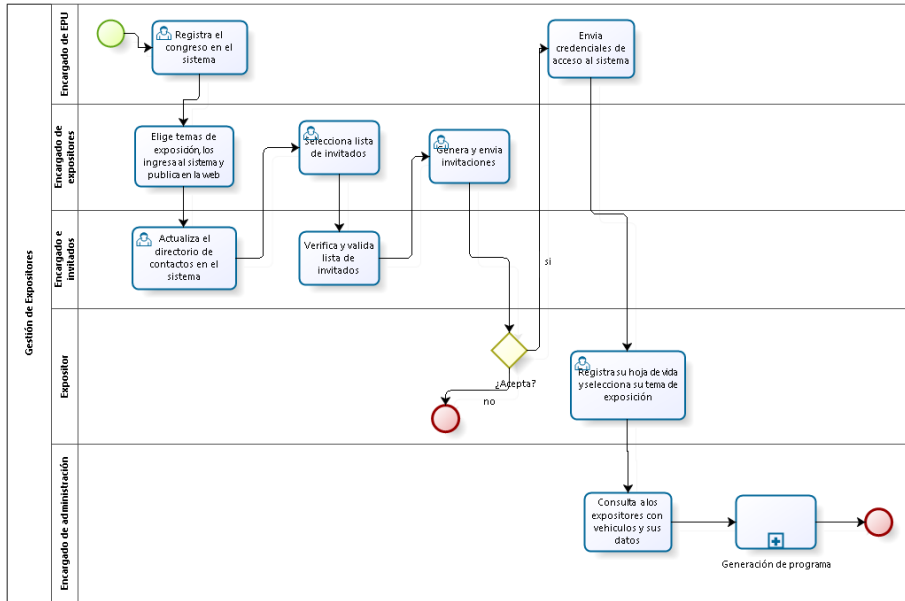 Gestión de Expositores
Encargado de EPU
Registra el
congreso en el
sistema
Envia
credenciales de
acceso al sistema
Encargado de
expositores
Elige temas de
exposición, los
ingresa al sistema y
publica en la web
Selecciona lista
de invitados
Genera y envia
invitaciones
Encargado e
invitados
Actualiza el
directorio de
contactos en el
sistema
Verifica y valida
lista de
invitados
si
Expositor
¿Acepta?
no
Registra su hoja de vida
y selecciona su tema de
exposición
Encargado de administración
Consulta alos
expositores con
vehiculos y sus
datos
Generación de programa